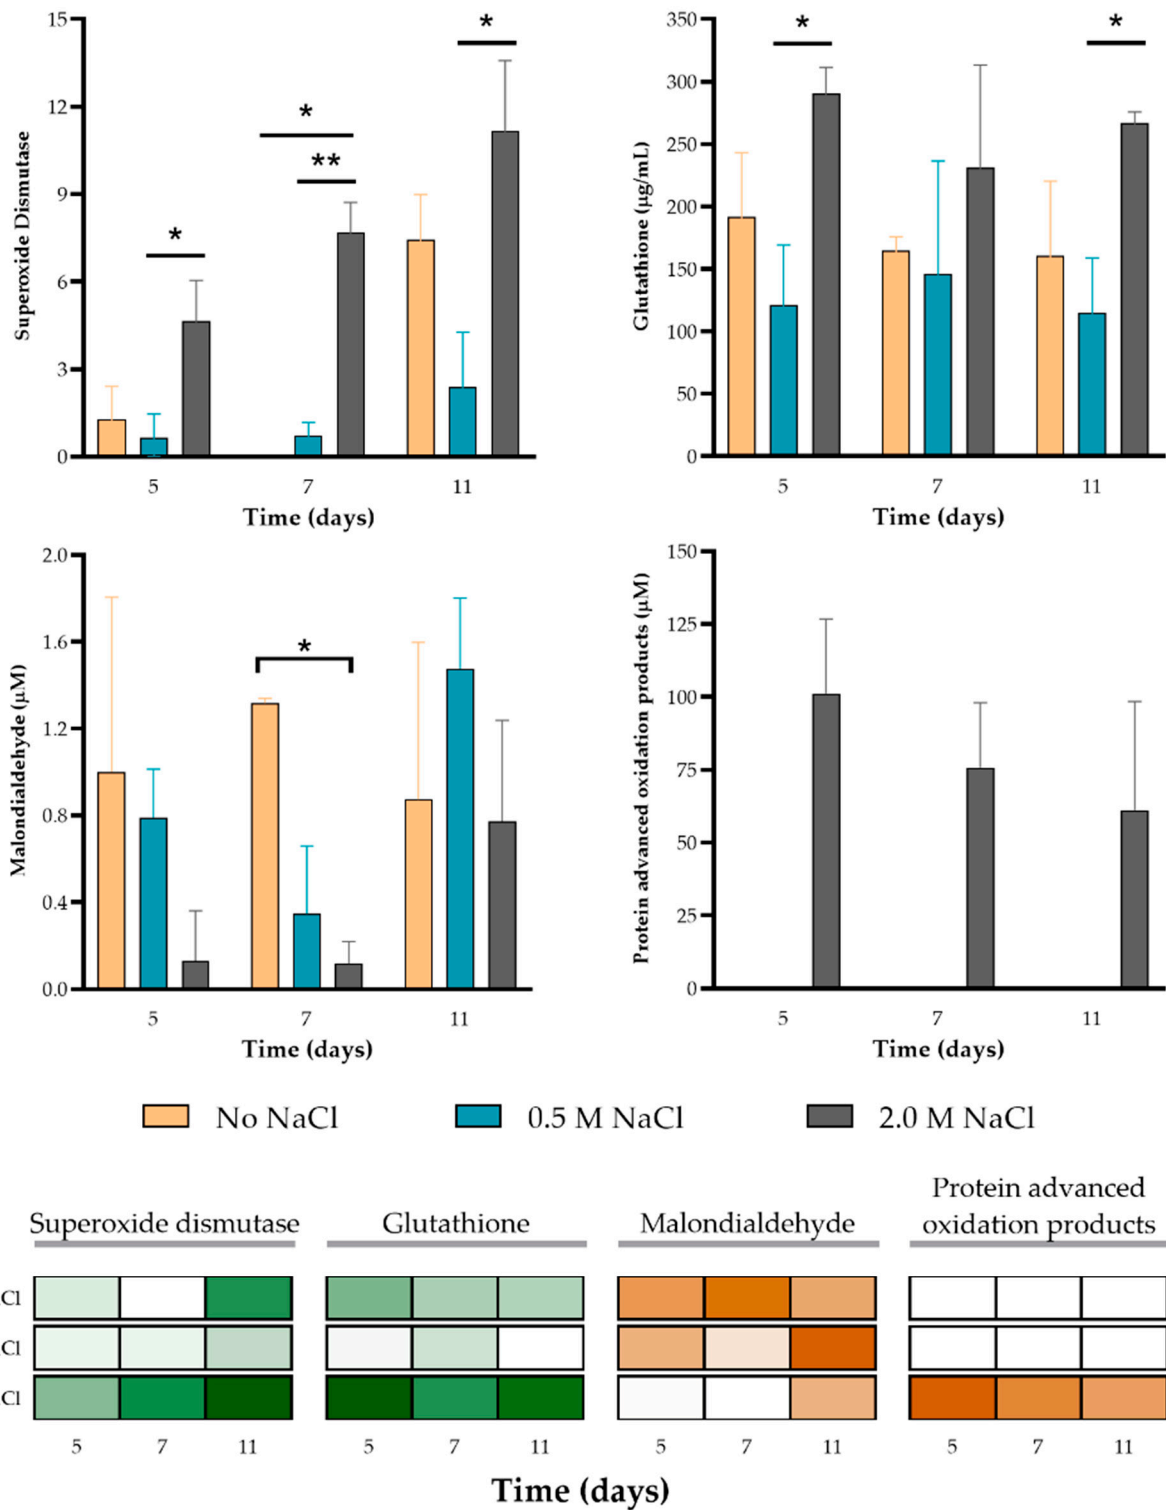 15
12
9
6
3
0
Superoxide Dismutase
*
*
**
*
5 7 11
Time (days)
350
300
250
200
150
100
50
0
Glutathione (µg/mL)
*
*
5 7 11
Time (days)
2.0
1.6
1.2
0.8
0.4
0.0
Malondialdehyde (µM)
*
5 7 11
Time (days)
150
125
100
75
50
25
0
Protein advanced oxidation products (µM)
5 7 11
Time (days)
No NaCl 0.5 M NaCl 2.0 M NaCl
Superoxide dismutase Glutathione Malondialdehyde Protein advanced
oxidation products
Cl
Cl
Cl
5 7 11 5 7 11 5 7 11 5 7 11
Time (days)